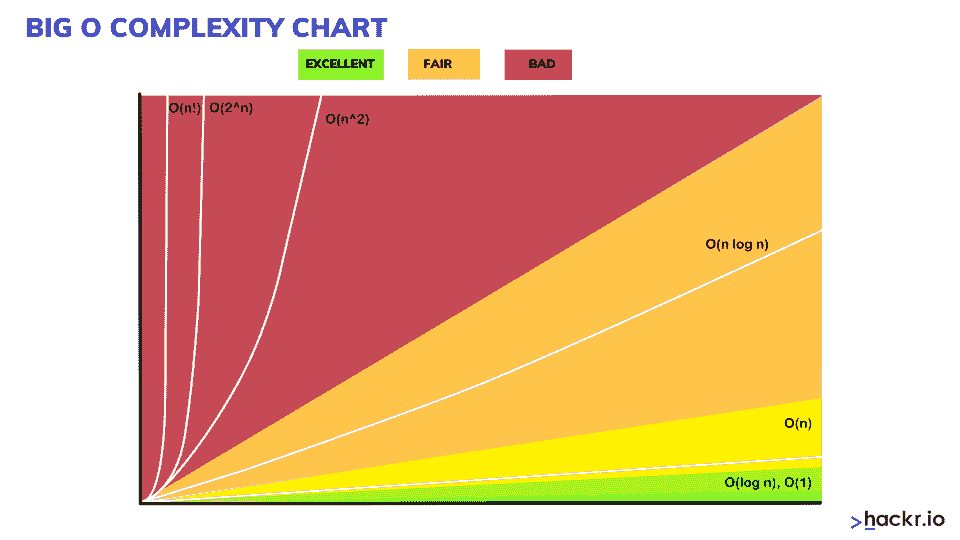 BIG O COMPLEXITY CHART
EXCELLENT FAIR BAD
O(n!) O(2^n)
O(n^2)
O(n log n)
O(n)
O(log n), O(1)
>hackr.io